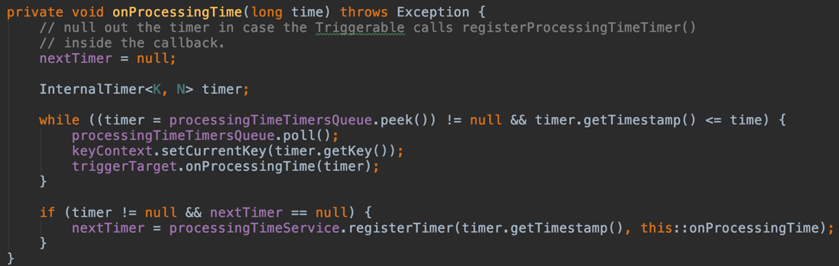 private void onProcessingTime(long time) throws Exception {
    // null out the timer in case the Triggerable calls registerProcessingTimeTimer()
    // inside the callback.
    nextTimer = null;

    InternalTimer<K, N> timer;

    while ((timer = processingTimeTimersQueue.peek()) != null && timer.getTimestamp() <= time) {
        processingTimeTimersQueue.poll();
        keyContext.setCurrentKey(timer.getKey());
        triggerTarget.onProcessingTime(timer);
    }

    if (timer != null && nextTimer == null) {
        nextTimer = processingTimeService.registerTimer(timer.getTimestamp(), this::onProcessingTime);
    }
}